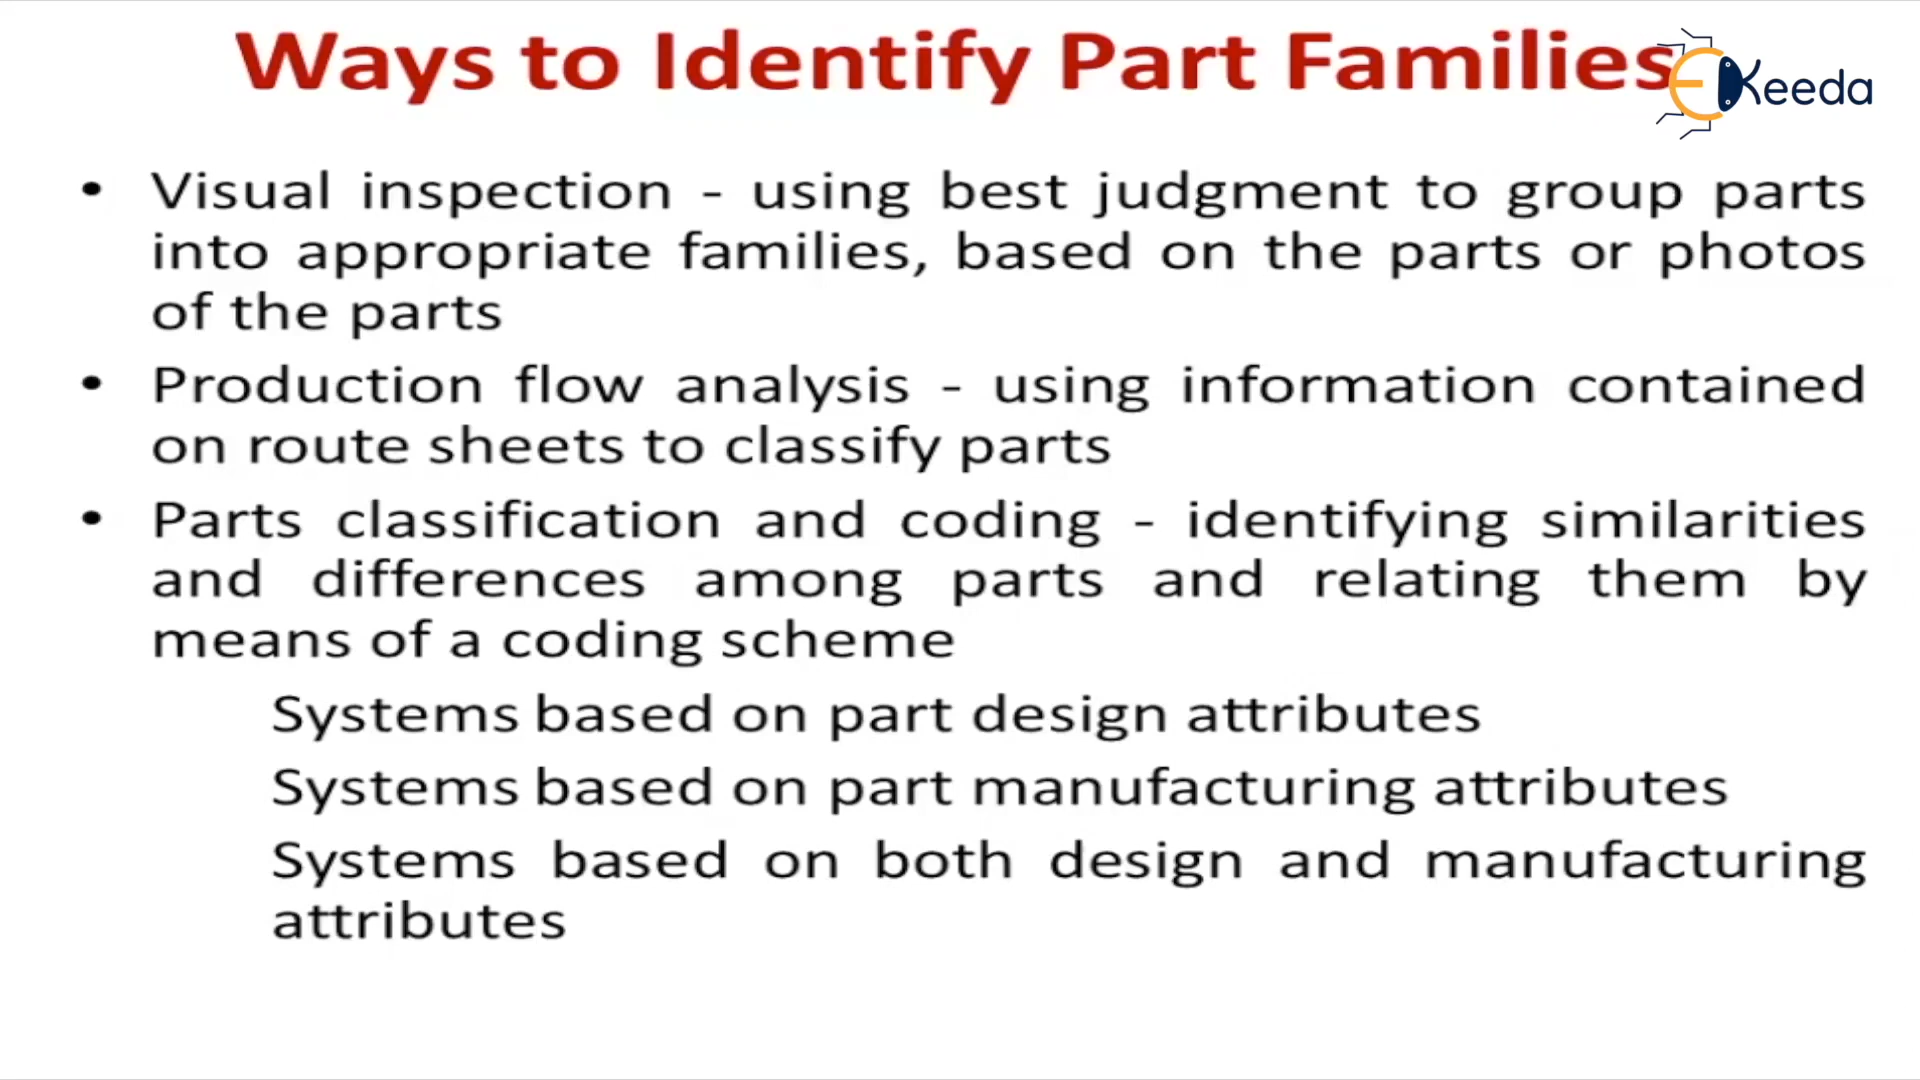 Ways to Identify Part Families
EKeeda
• Visual inspection - using best judgment to group parts
into appropriate families, based on the parts or photos
of the parts
• Production flow analysis - using information contained
on route sheets to classify parts
• Parts classification and coding - identifying similarities
and differences among parts and relating them by
means of a coding scheme
Systems based on part design attributes
Systems based on part manufacturing attributes
Systems based on both design and manufacturing
attributes